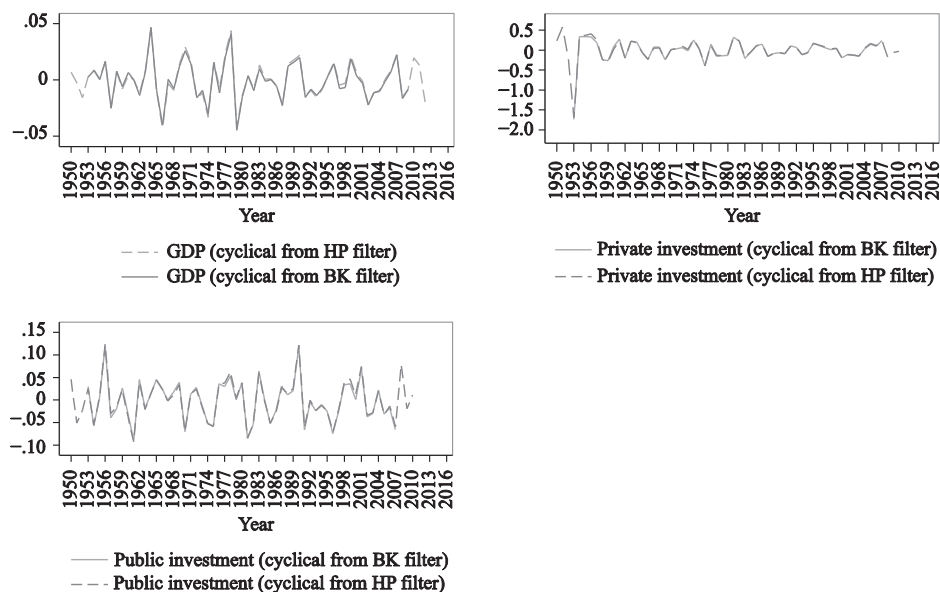 .05
0
−.05
1950 1953 1956 1959 1962 1965 1968 1971 1974 1977 1980 1983 1986 1989 1992 1995 1998 2001 2004 2007 2010 2013 2016
Year
GDP (cyclical from HP filter)
GDP (cyclical from BK filter)
0.5
0
−0.5
−1.0
−1.5
−2.0
1950 1953 1956 1959 1962 1965 1968 1971 1974 1977 1980 1983 1986 1989 1992 1995 1998 2001 2004 2007 2010 2013 2016
Year
Private investment (cyclical from BK filter)
Private investment (cyclical from HP filter)
.15
.10
.05
0
−.05
−.10
1950 1953 1956 1959 1962 1965 1968 1971 1974 1977 1980 1983 1986 1989 1992 1995 1998 2001 2004 2007 2010 2013 2016
Year
Public investment (cyclical from BK filter)
Public investment (cyclical from HP filter)